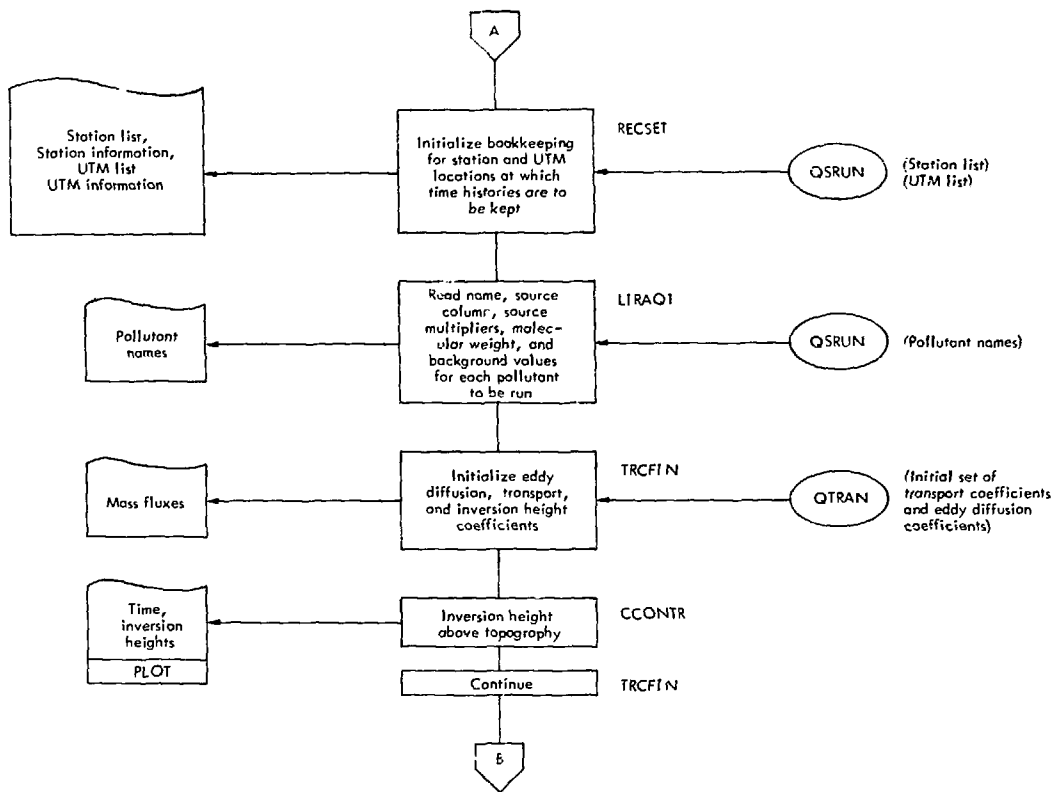 A
Station list,
Station information,
UTM list
UTM information
Initialize bookkeeping
for station and UTM
locations at which
time histories are to
be kept
RECSET
QSRUN
(Station list)
(UTM list)
Pollutant
names
Read name, source
column, source
multipliers, molec-
ular weight, and
background values
for each pollutant
to be run
LIRAQ1
QSRUN
(Pollutant names)
Mass fluxes
Initialize eddy
diffusion, transport,
and inversion height
coefficients
TRCFIN
QTRAN
(Initial set of
transport coefficients
and eddy diffusion
coefficients)
Time,
inversion
heights
PLOT
Inversion height
above topography
CCONTR
Continue
TRCFIN
B